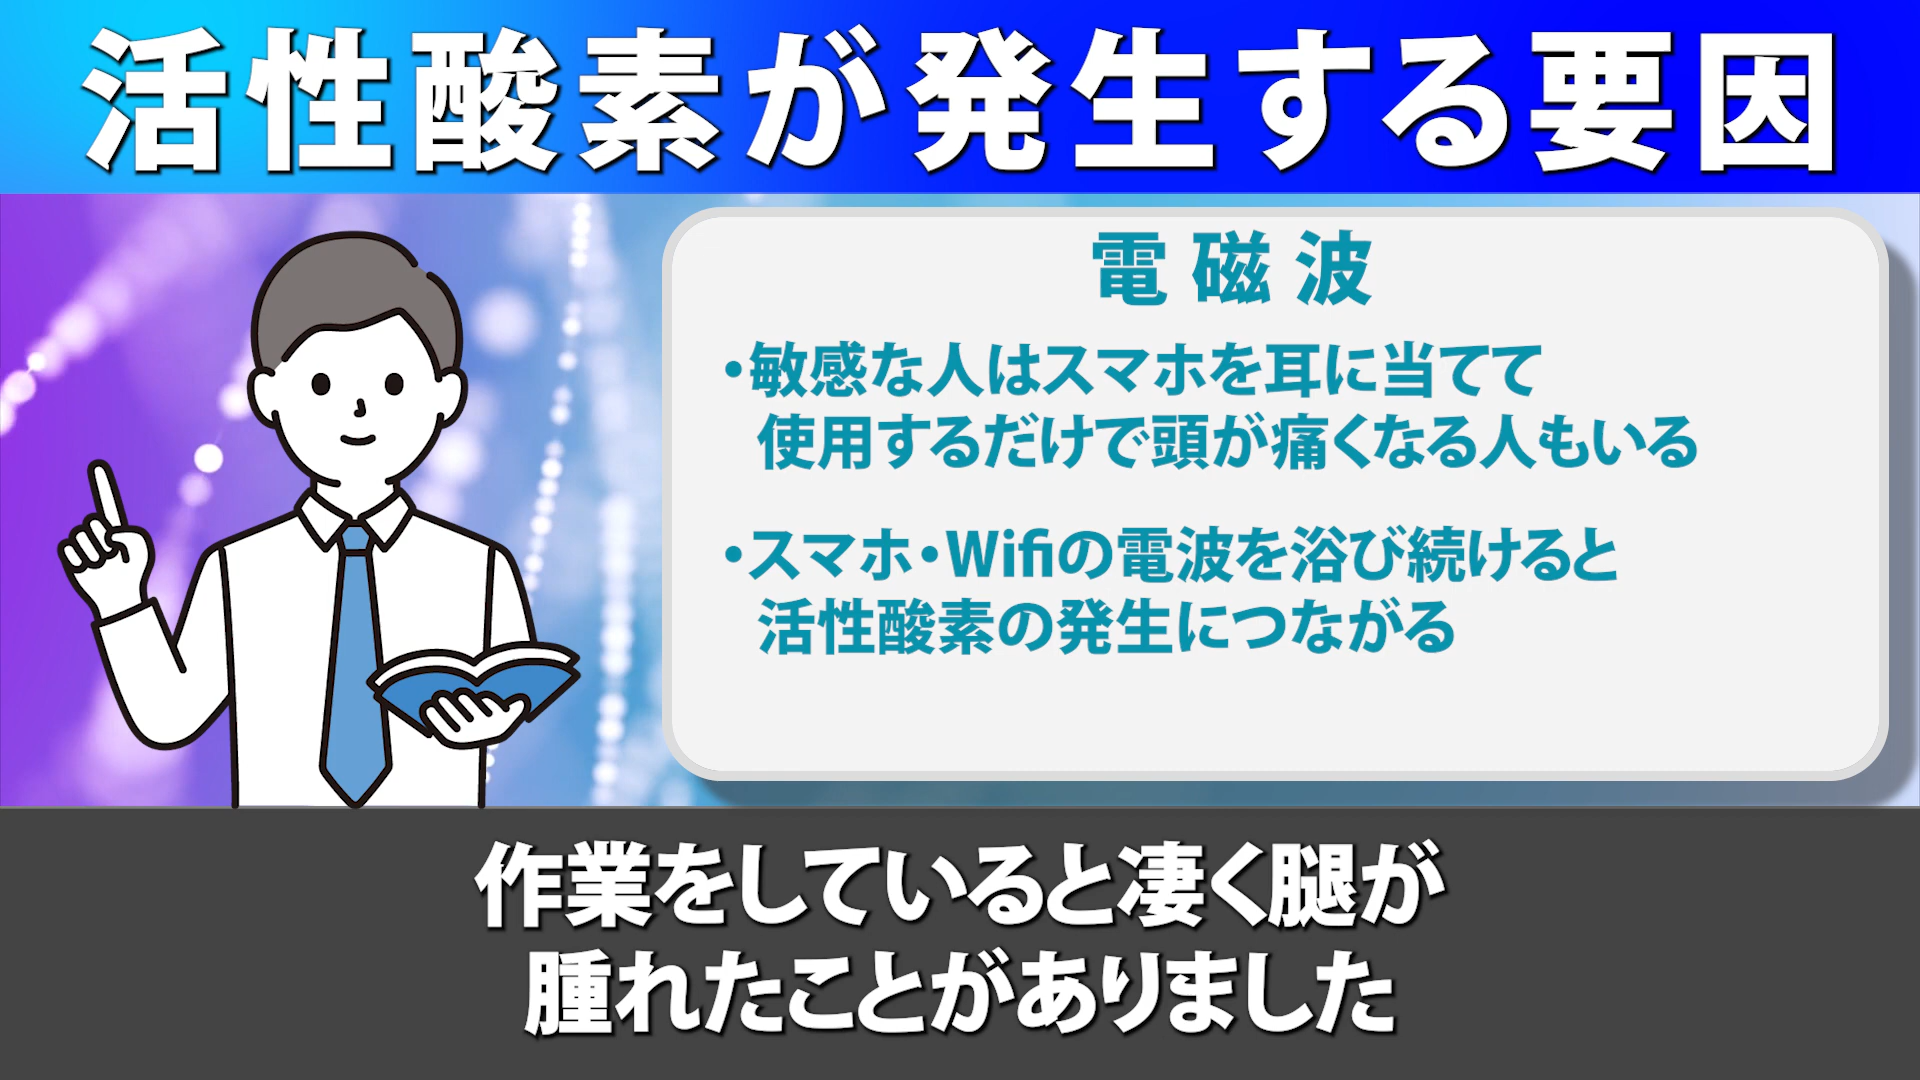 活性酸素が発生する要因
電磁波
・敏感な人はスマホを耳に当てて
使用するだけで頭が痛くなる人もいる
・スマホ・Wifiの電波を浴び続けると
活性酸素の発生につながる
作業をしていると凄く腿が
腫れたことがありました